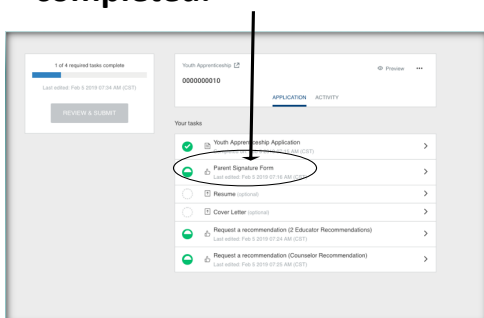 completed.
1 of 4 required tasks complete
Last edited: Feb 5 2019 07:34 AM (CST)
REVIEW & SUBMIT
Youth Apprenticeship
Preview
0000000010
APPLICATION ACTIVITY
Your tasks
Youth Apprenticeship Application
AM (CST)
Parent Signature Form
Last edited: Feb 5 2019 07:16 AM (CST)
Resume (optional)
Cover Letter (optional)
Request a recommendation (2 Educator Recommendations)
Last edited: Feb 5 2019 07:24 AM (CST)
Request a recommendation (Counselor Recommendation)
Last edited: Feb 5 2019 07:25 AM (CST)